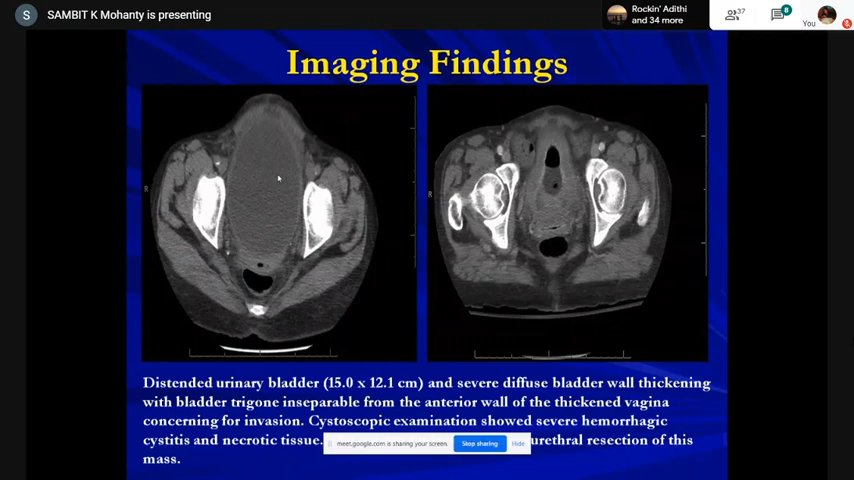 S SAMBIT K Mohanty is presenting
Rockin' Adithi
and 34 more
37
8
You
Imaging Findings
Distended urinary bladder (15.0 x 12.1 cm) and severe diffuse bladder wall thickening
with bladder trigone inseparable from the anterior wall of the thickened vagina
concerning for invasion. Cystoscopic examination showed severe hemorrhagic
cystitis and necrotic tissue. urethral resection of this
meet.google.com is sharing your screen. Stop sharing Hide
mass.